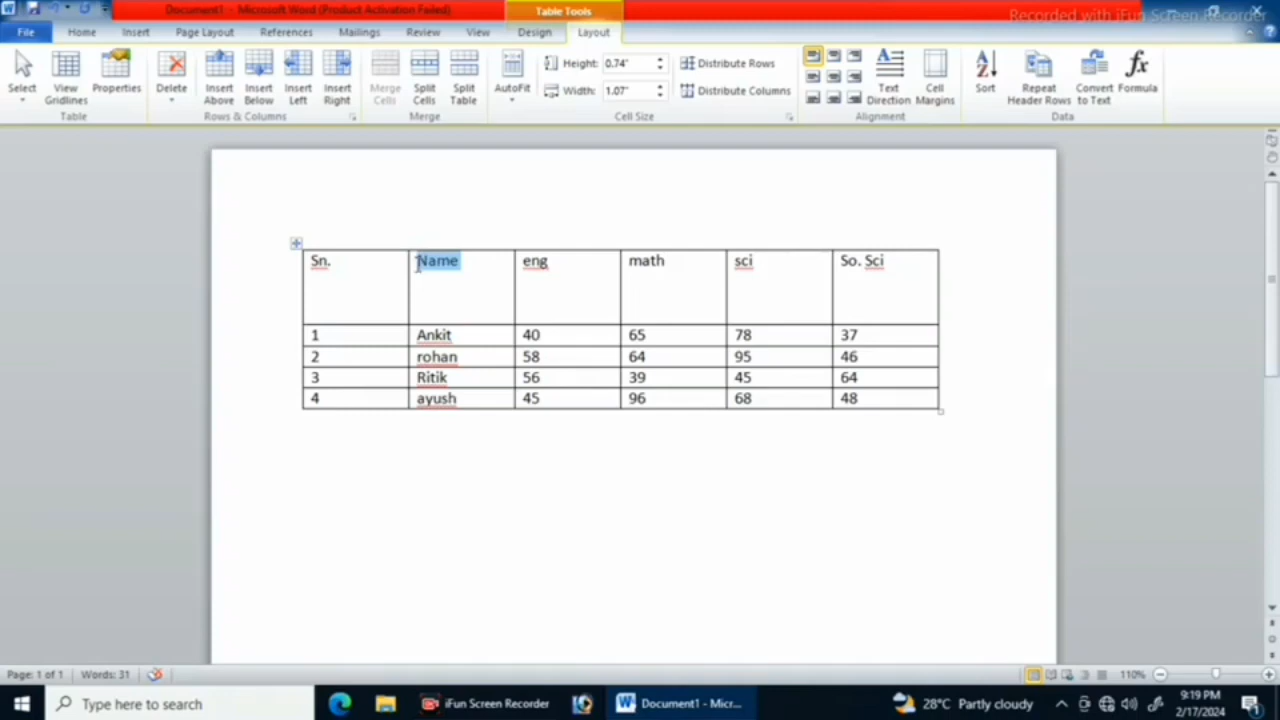 Document1 - Microsoft Word (Product Activation Failed)
Table Tools
Recorded with iFun Screen Recorder
File Home Insert Page Layout References Mailings Review View Design Layout
Select
View Gridlines
Properties
Table
Delete
Insert Above
Insert Below
Insert Left
Insert Right
Rows & Columns
Merge Cells
Split Cells
Split Table
Merge
AutoFit
Height: 0.74"
Width: 1.07"
Distribute Rows
Distribute Columns
Cell Size
Text Direction
Cell Margins
Alignment
Sort
Repeat Header Rows
Convert to Text
Formula
Data
Sn. Name eng math sci So. Sci
1 Ankit 40 65 78 37
2 rohan 58 64 95 46
3 Ritik 56 39 45 64
4 ayush 45 96 68 48
Page: 1 of 1 Words: 31 110%
Type here to search iFun Screen Recorder Document1 - Micr... 28°C Partly cloudy 9:19 PM
2/17/2024